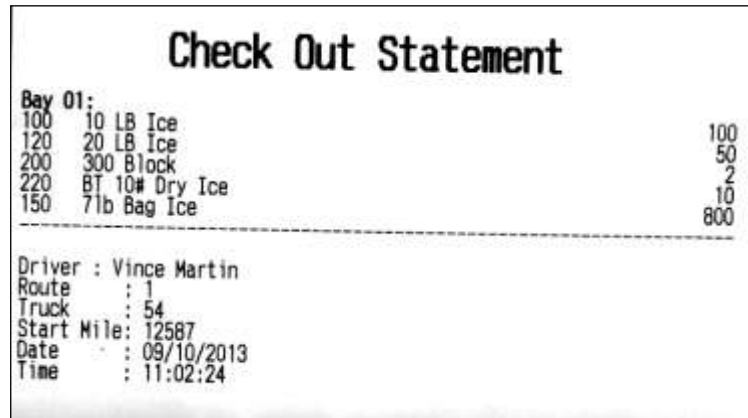 Check Out Statement
Bay 01:
100 10 LB Ice 100
120 20 LB Ice 50
200 300 Block 2
220 BT 10# Dry Ice 10
150 7lb Bag Ice 800
Driver : Vince Martin
Route : 1
Truck : 54
Start Mile: 12587
Date : 09/10/2013
Time : 11:02:24